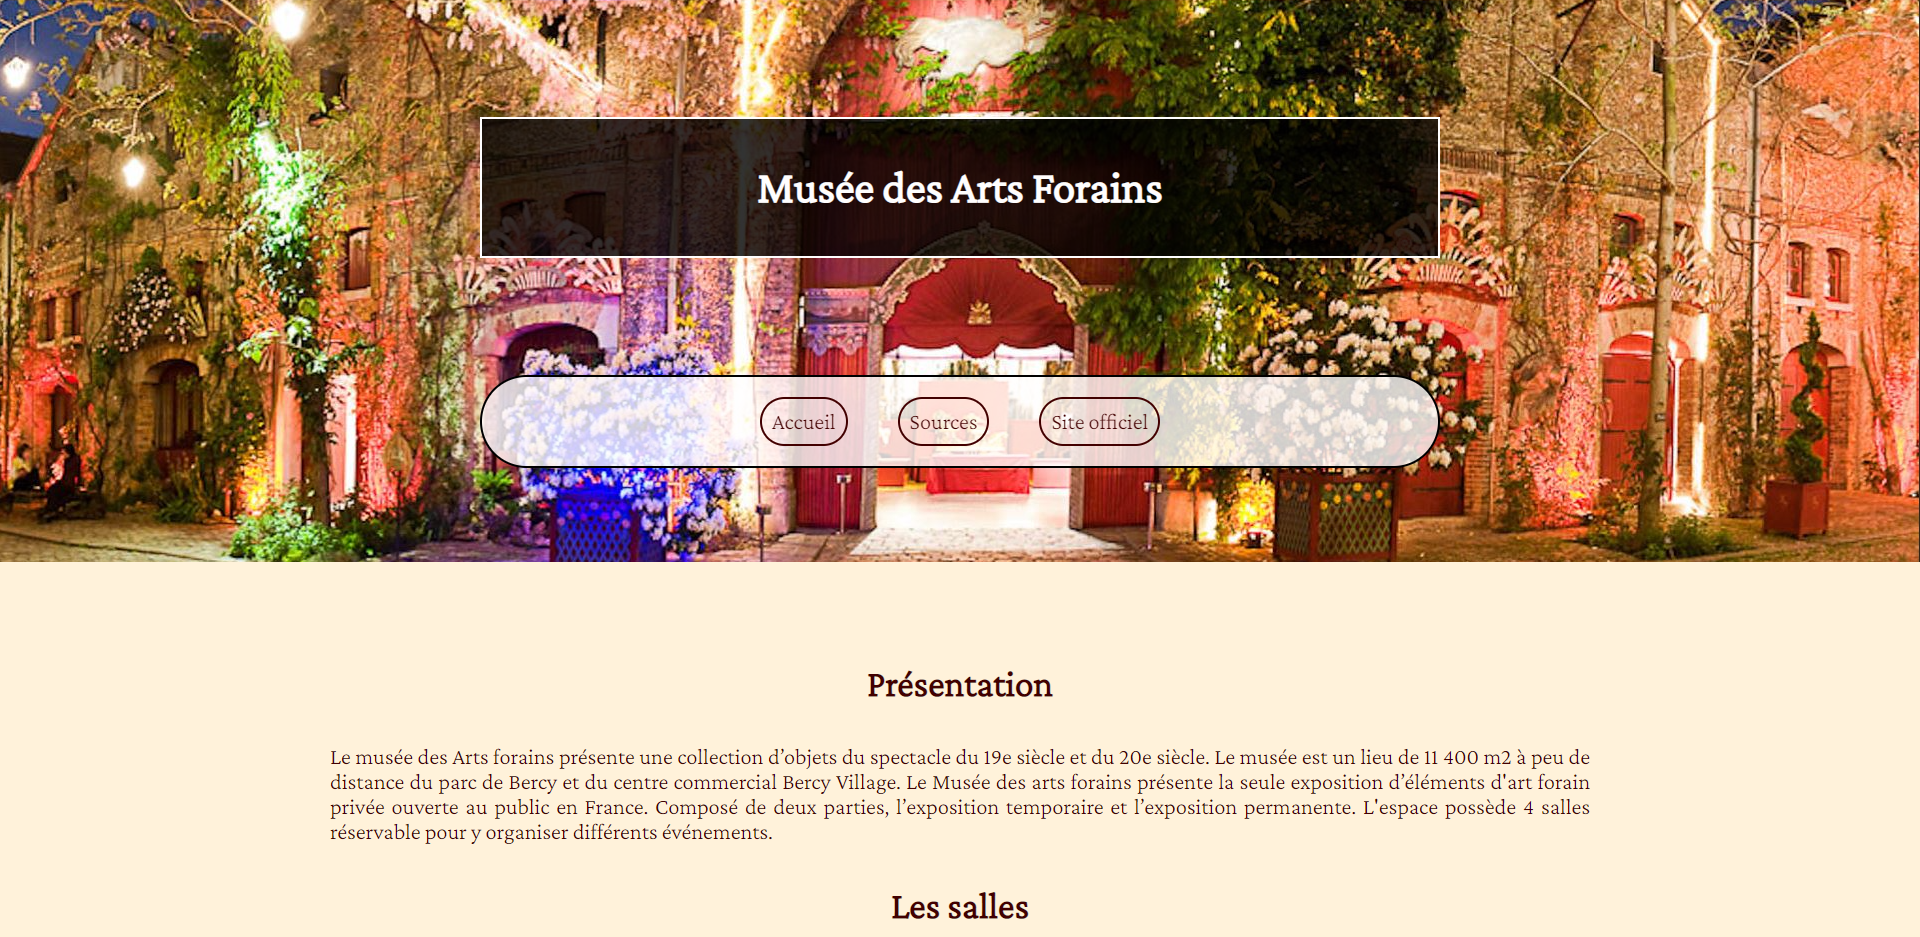 Musée des Arts Forains
Accueil Sources Site officiel
Présentation
Le musée des Arts forains présente une collection d’objets du spectacle du 19e siècle et du 20e siècle. Le musée est un lieu de 11 400 m2 à peu de
distance du parc de Bercy et du centre commercial Bercy Village. Le Musée des arts forains présente la seule exposition d’éléments d'art forain
privée ouverte au public en France. Composé de deux parties, l’exposition temporaire et l’exposition permanente. L'espace possède 4 salles
réservable pour y organiser différents événements.
Les salles